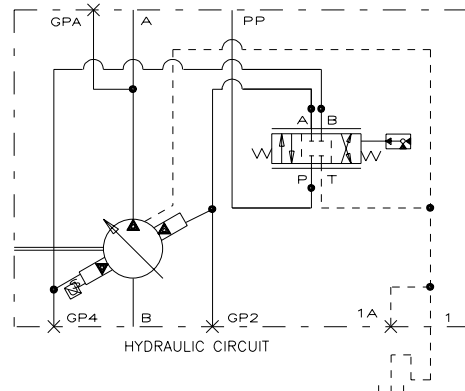 GPA A PP
A B
P T
GP4 B GP2 1A 1
HYDRAULIC CIRCUIT